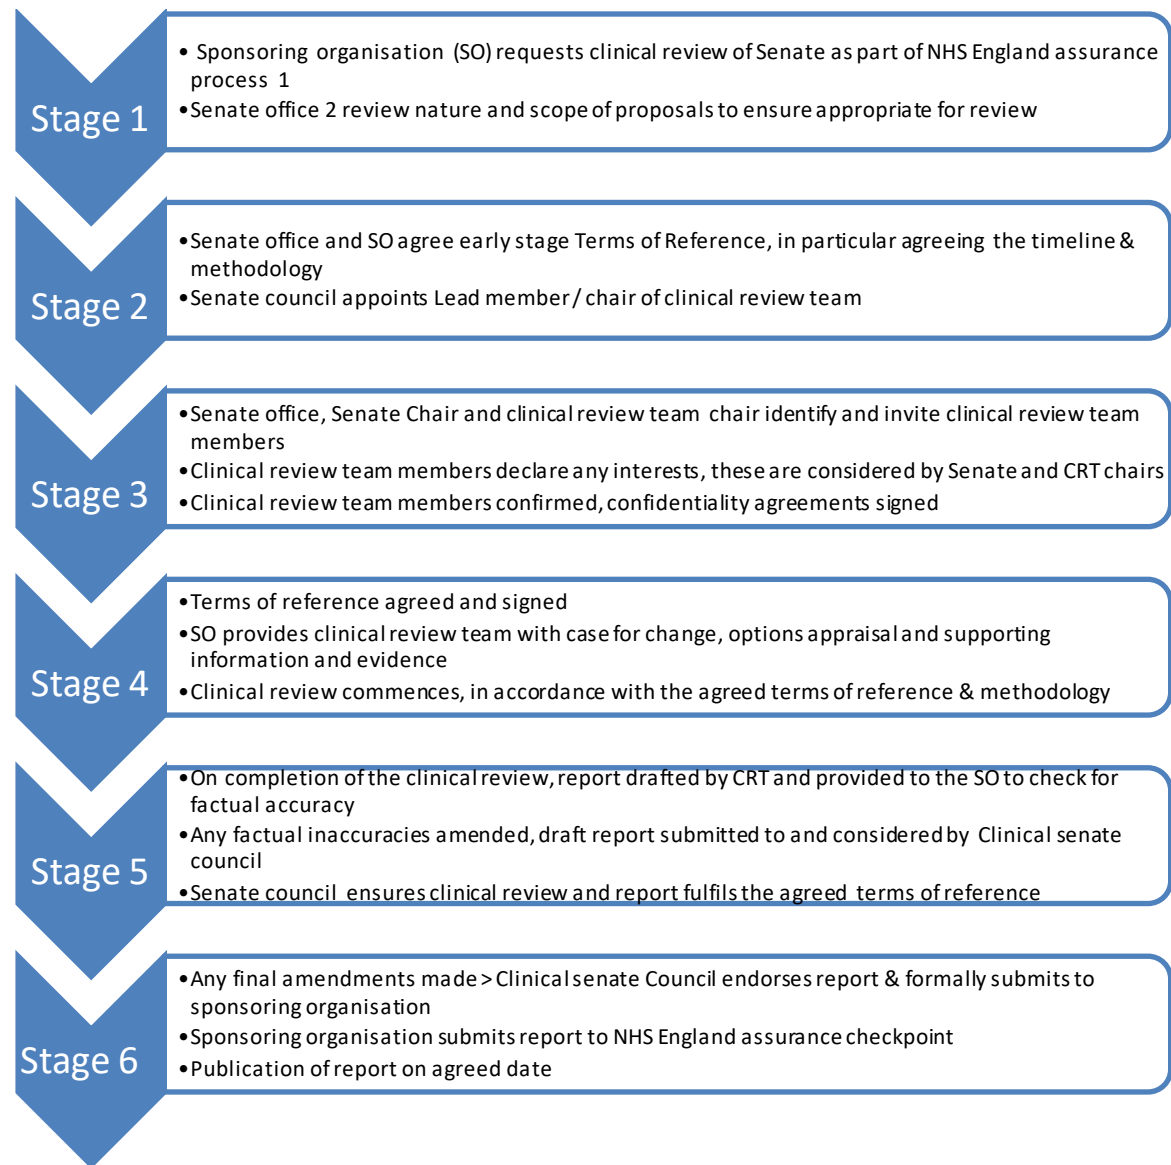 Stage 1
• Sponsoring organisation (SO) requests clinical review of Senate as part of NHS England assurance
process 1
•Senate office 2 review nature and scope of proposals to ensure appropriate for review
Stage 2
•Senate office and SO agree early stage Terms of Reference, in particular agreeing the timeline &
methodology
•Senate council appoints Lead member / chair of clinical review team
Stage 3
•Senate office, Senate Chair and clinical review team chair identify and invite clinical review team
members
•Clinical review team members declare any interests, these are considered by Senate and CRT chairs
•Clinical review team members confirmed, confidentiality agreements signed
Stage 4
•Terms of reference agreed and signed
•SO provides clinical review team with case for change, options appraisal and supporting
information and evidence
•Clinical review commences, in accordance with the agreed terms of reference & methodology
Stage 5
•On completion of the clinical review, report drafted by CRT and provided to the SO to check for
factual accuracy
•Any factual inaccuracies amended, draft report submitted to and considered by Clinical senate
council
•Senate council ensures clinical review and report fulfils the agreed terms of reference
Stage 6
•Any final amendments made > Clinical senate Council endorses report & formally submits to
sponsoring organisation
•Sponsoring organisation submits report to NHS England assurance checkpoint
•Publication of report on agreed date